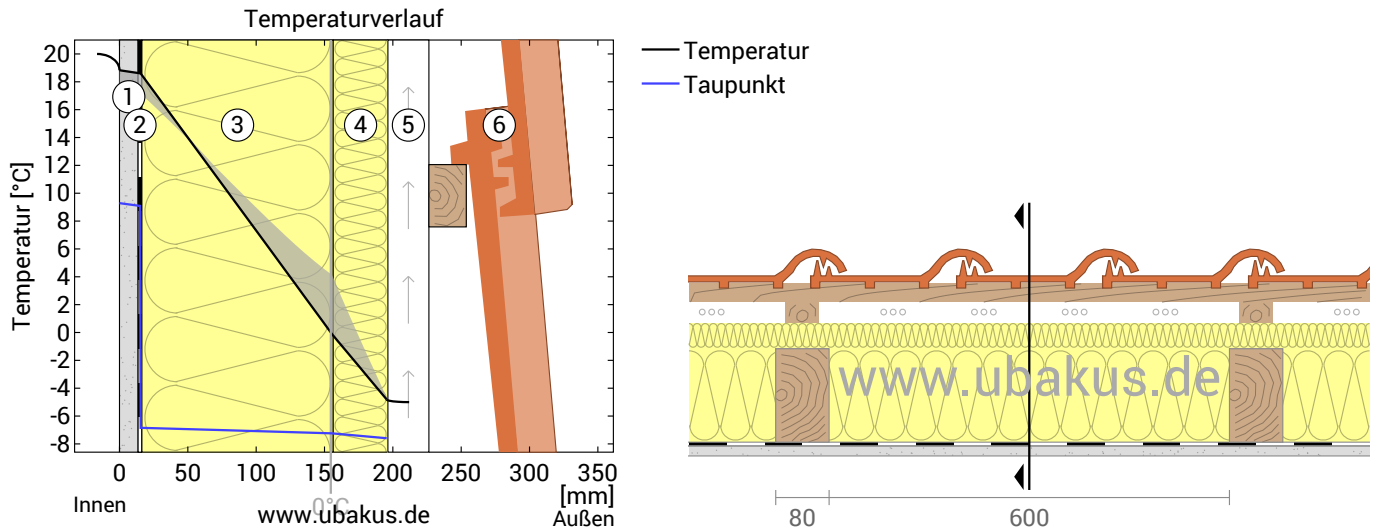 Temperaturverlauf
Temperatur [°C]
20
18
16
14
12
10
8
6
4
2
0
-2
-4
-6
-8
1
2
3
4
5
6
0 50 100 150 200 250 300 350
[mm]
Innen
0°C
www.ubakus.de
Außen
Temperatur
Taupunkt
www.ubakus.de
80 600